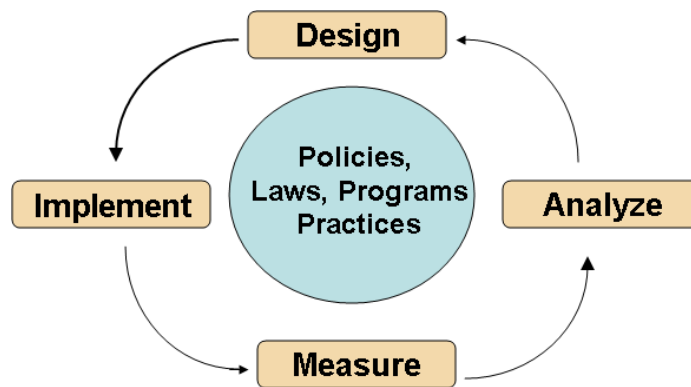 Design
Policies,
Laws, Programs
Practices
Implement
Analyze
Measure